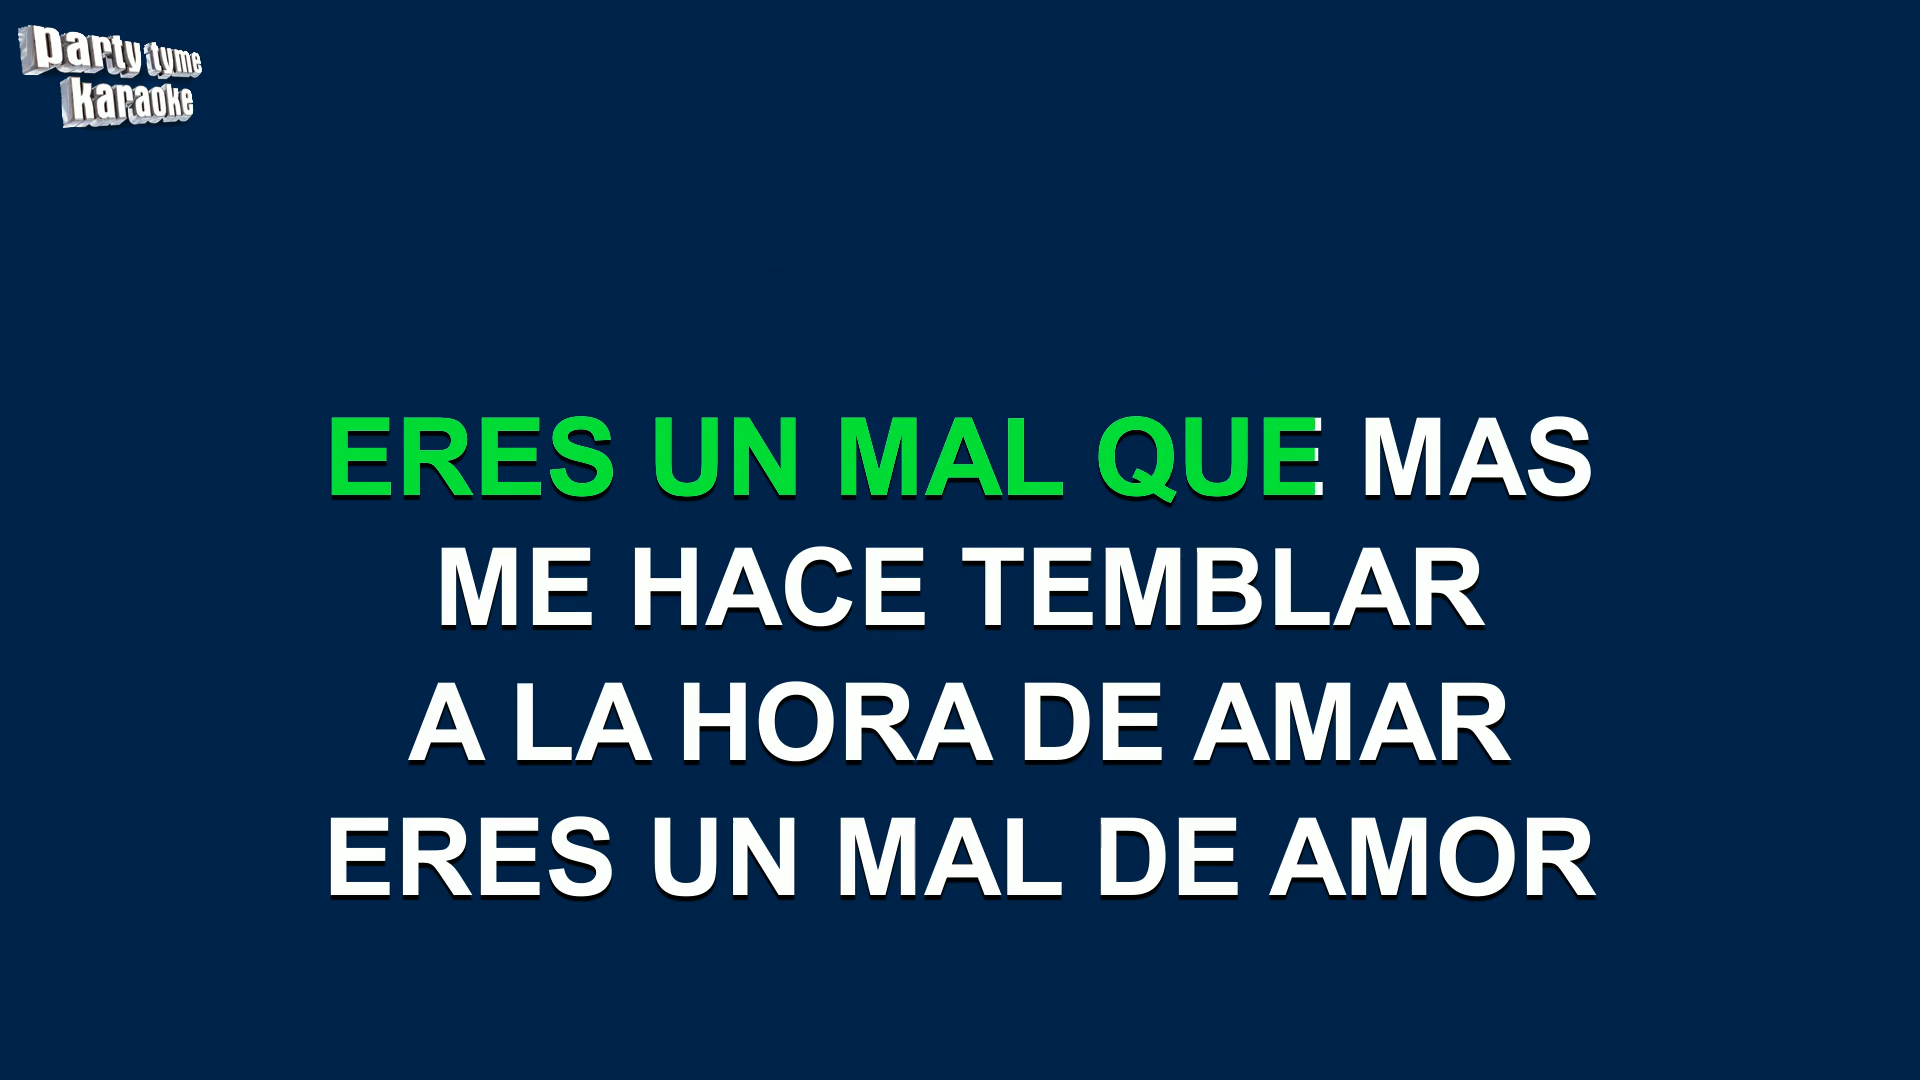 party tyme
karaoke
ERES UN MAL QUE MAS
ME HACE TEMBLAR
A LA HORA DE AMAR
ERES UN MAL DE AMOR